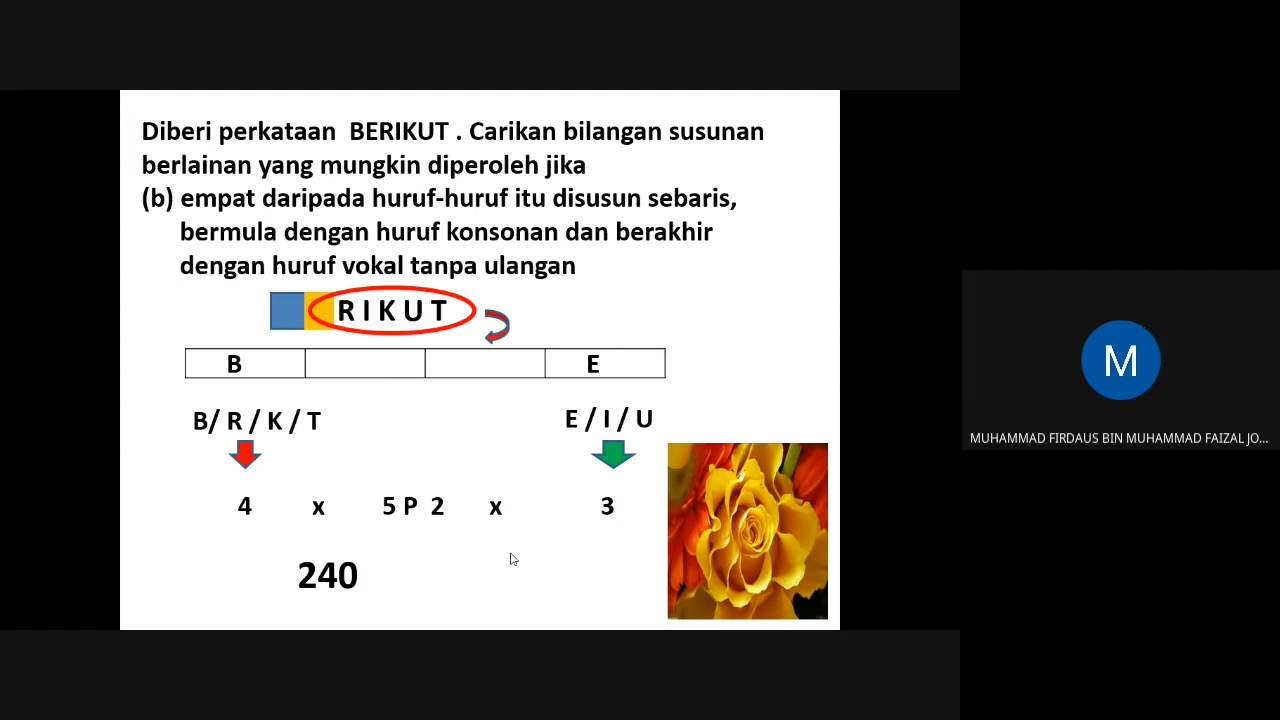 Diberi perkataan BERIKUT . Carikan bilangan susunan
berlainan yang mungkin diperoleh jika
(b) empat daripada huruf-huruf itu disusun sebaris,
bermula dengan huruf konsonan dan berakhir
dengan huruf vokal tanpa ulangan
R I K U T
B E
B/ R / K / T E / I / U
4 x 5 P 2 x 3
240
M
MUHAMMAD FIRDAUS BIN MUHAMMAD FAIZAL JO...